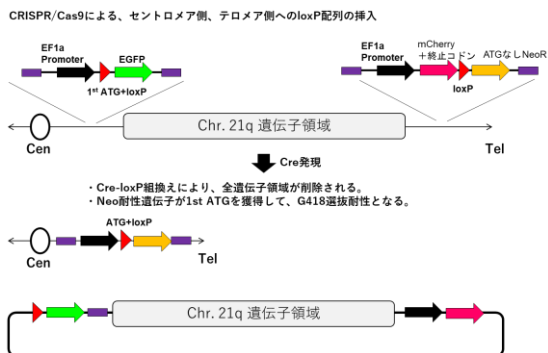 CRISPR/Cas9による、セントロメア側、テロメア側へのloxP配列の挿入
EF1a
Promoter
EGFP
1st ATG+loxP
EF1a
Promoter
mCherry
+終止コドン
ATGなしNeoR
loxP
Chr. 21q 遺伝子領域
Cen
Tel
Cre発現
・Cre-loxP組換えにより、全遺伝子領域が削除される。
・Neo耐性遺伝子が1st ATGを獲得して、G418選抜耐性となる。
ATG+loxP
Cen
Tel
Chr. 21q 遺伝子領域